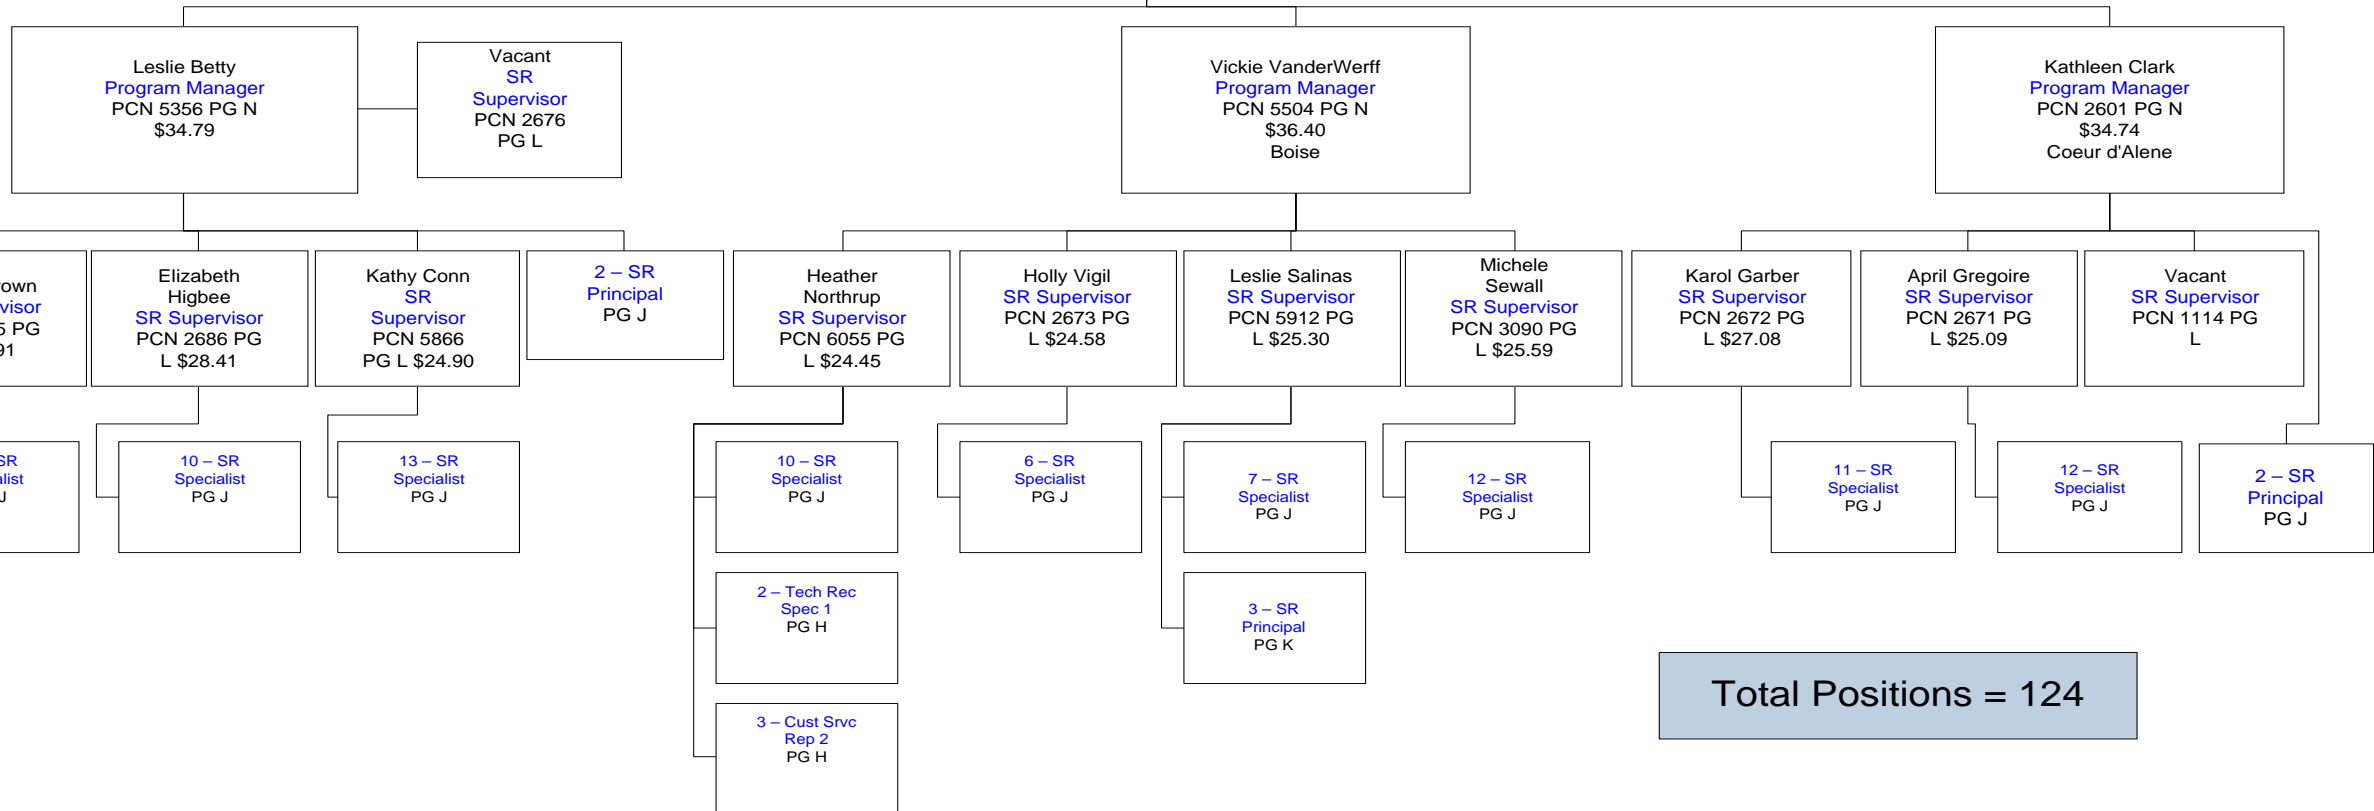 Leslie Betty
Program Manager
PCN 5356 PG N
$34.79
Vacant
SR
Supervisor
PCN 2676
PG L
Vickie VanderWerff
Program Manager
PCN 5504 PG N
$36.40
Boise
Kathleen Clark
Program Manager
PCN 2601 PG N
$34.74
Coeur d'Alene
PG
Elizabeth
Higbee
SR Supervisor
PCN 2686 PG
L $28.41
Kathy Conn
SR
Supervisor
PCN 5866
PG L $24.90
2 – SR
Principal
PG J
Heather
Northrup
SR Supervisor
PCN 6055 PG
L $24.45
Holly Vigil
SR Supervisor
PCN 2673 PG
L $24.58
Leslie Salinas
SR Supervisor
PCN 5912 PG
L $25.30
Michele
Sewall
SR Supervisor
PCN 3090 PG
L $25.59
Karol Garber
SR Supervisor
PCN 2672 PG
L $27.08
April Gregoire
SR Supervisor
PCN 2671 PG
L $25.09
Vacant
SR Supervisor
PCN 1114 PG
L
SR
J
10 – SR
Specialist
PG J
13 – SR
Specialist
PG J
10 – SR
Specialist
PG J
6 – SR
Specialist
PG J
7 – SR
Specialist
PG J
12 – SR
Specialist
PG J
11 – SR
Specialist
PG J
12 – SR
Specialist
PG J
2 – SR
Principal
PG J
2 – Tech Rec
Spec 1
PG H
3 – SR
Principal
PG K
3 – Cust Srvc
Rep 2
PG H
Total Positions = 124